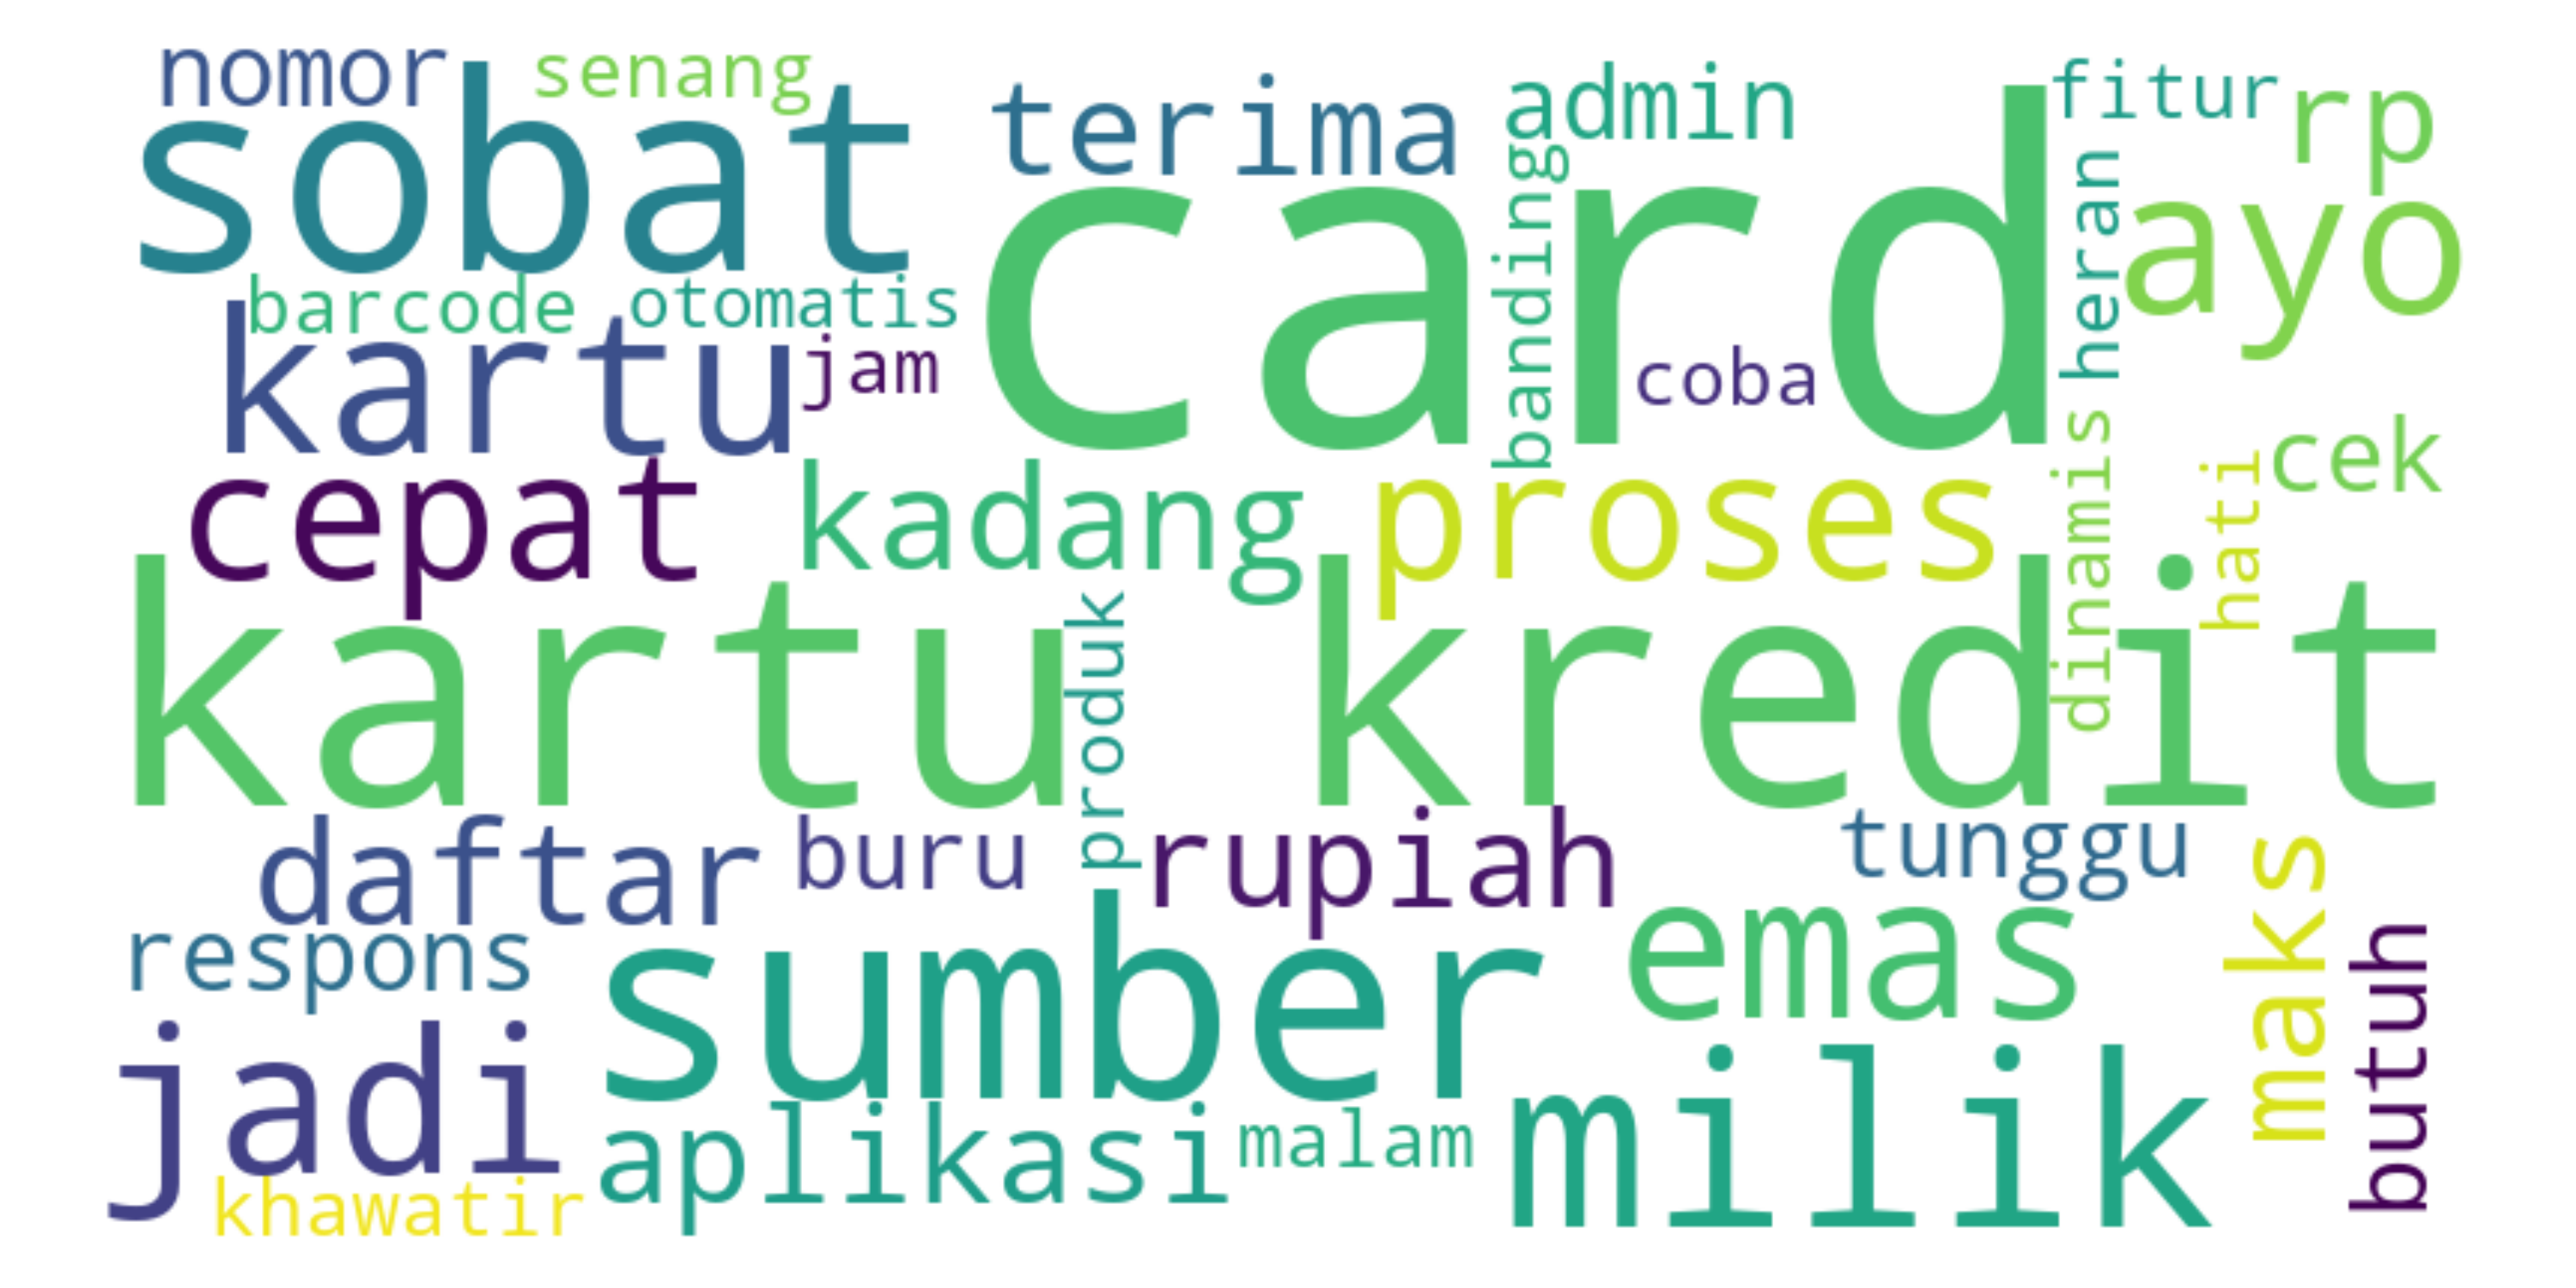 nomor
senang
sobat
terima
admin
fitur
rp
card
banding
heran
ayo
barcode
otomatis
kartu
jam
coba
cepat
kadang
proses
dinamis
hati
cek
kartu kredit
produk
daftar
buru
rupiah
tunggu
respons
sumber
emas
maks
butuh
jadi
aplikasi
malam
milik
khawatir